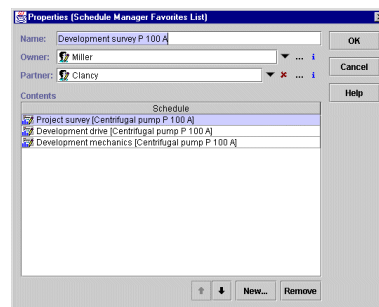 Properties (Schedule Manager Favorites List)
Name: Development survey P 100 A
OK
Owner: Miller
... i
Cancel
Partner: Clancy
... i
Help
Contents
Schedule
Project survey [Centrifugal pump P 100 A]
Development drive [Centrifugal pump P 100 A]
Development mechanics [Centrifugal pump P 100 A]
New... Remove